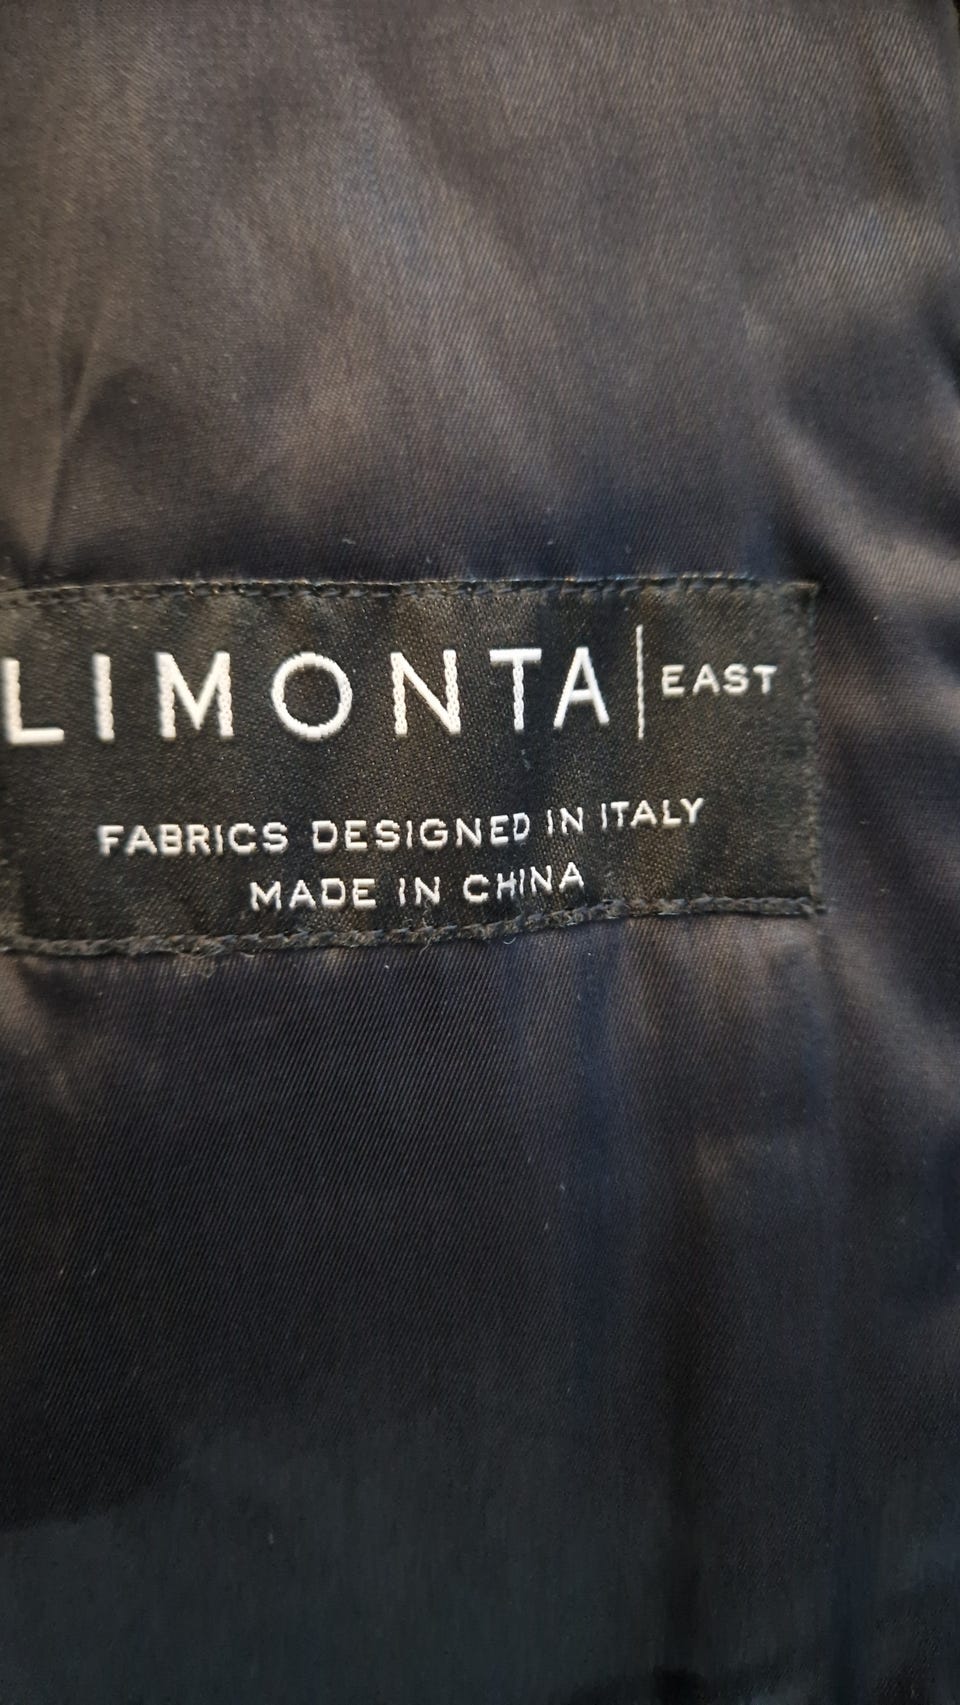 LIMONTA | EAST
FABRICS DESIGNED IN ITALY
MADE IN CHINA